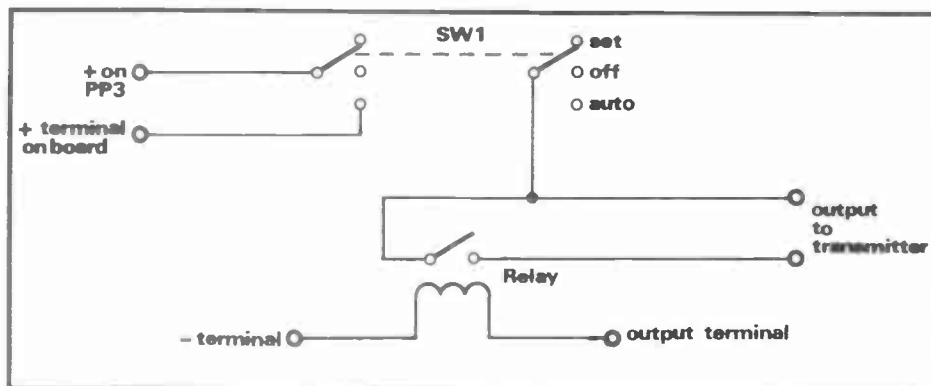 SW1
set
+ on
PP3
off
auto
+ terminal
on board
output
to
transmitter
Relay
– terminal
output terminal